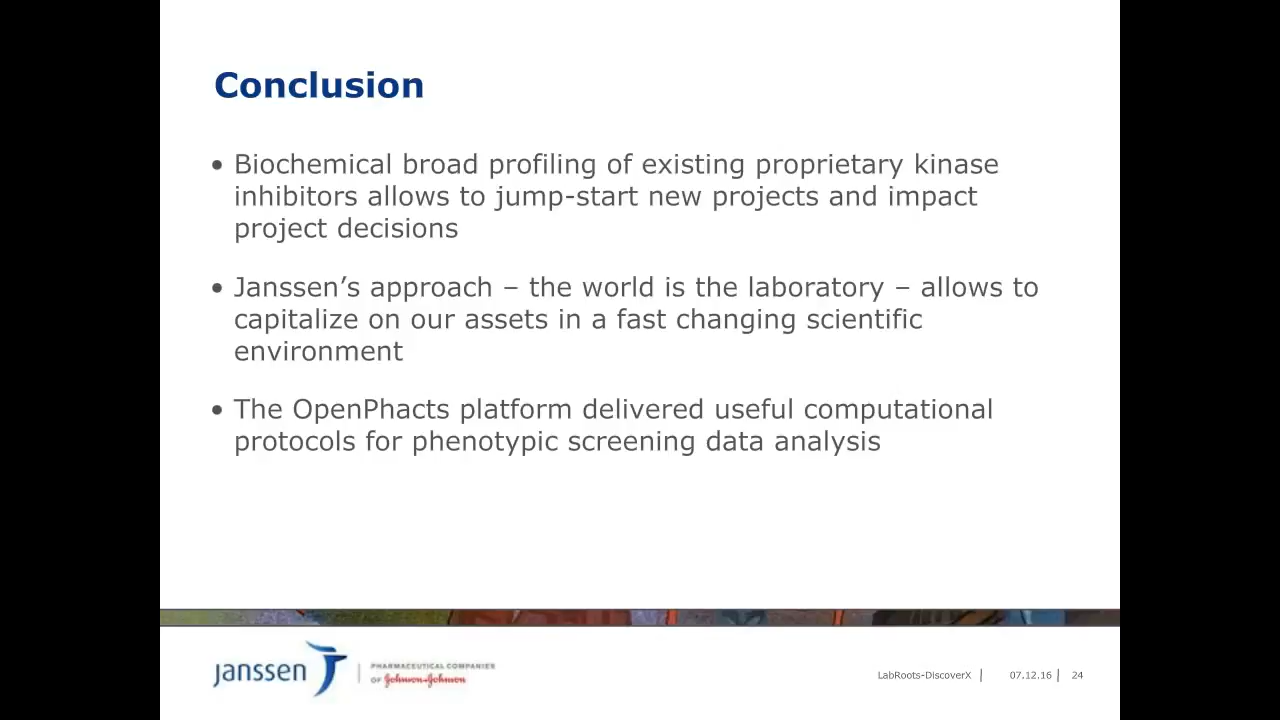 Conclusion
• Biochemical broad profiling of existing proprietary kinase
inhibitors allows to jump-start new projects and impact
project decisions
• Janssen’s approach – the world is the laboratory – allows to
capitalize on our assets in a fast changing scientific
environment
• The OpenPhacts platform delivered useful computational
protocols for phenotypic screening data analysis
janssen | PHARMACEUTICAL COMPANIES
OF Johnson & Johnson
LabRoots-DiscoverX | 07.12.16 | 24